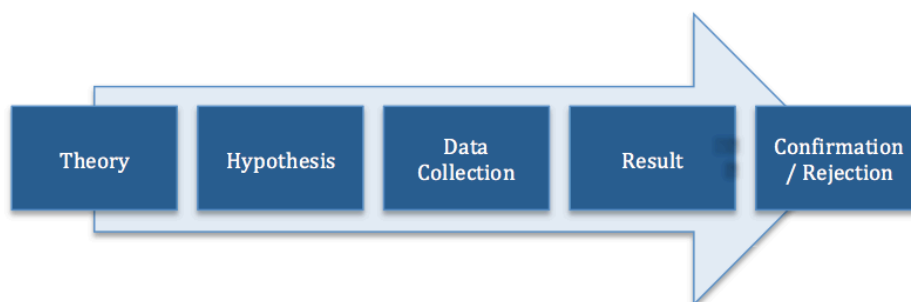 Theory
Hypothesis
Data
Collection
Result
Confirmation
/ Rejection